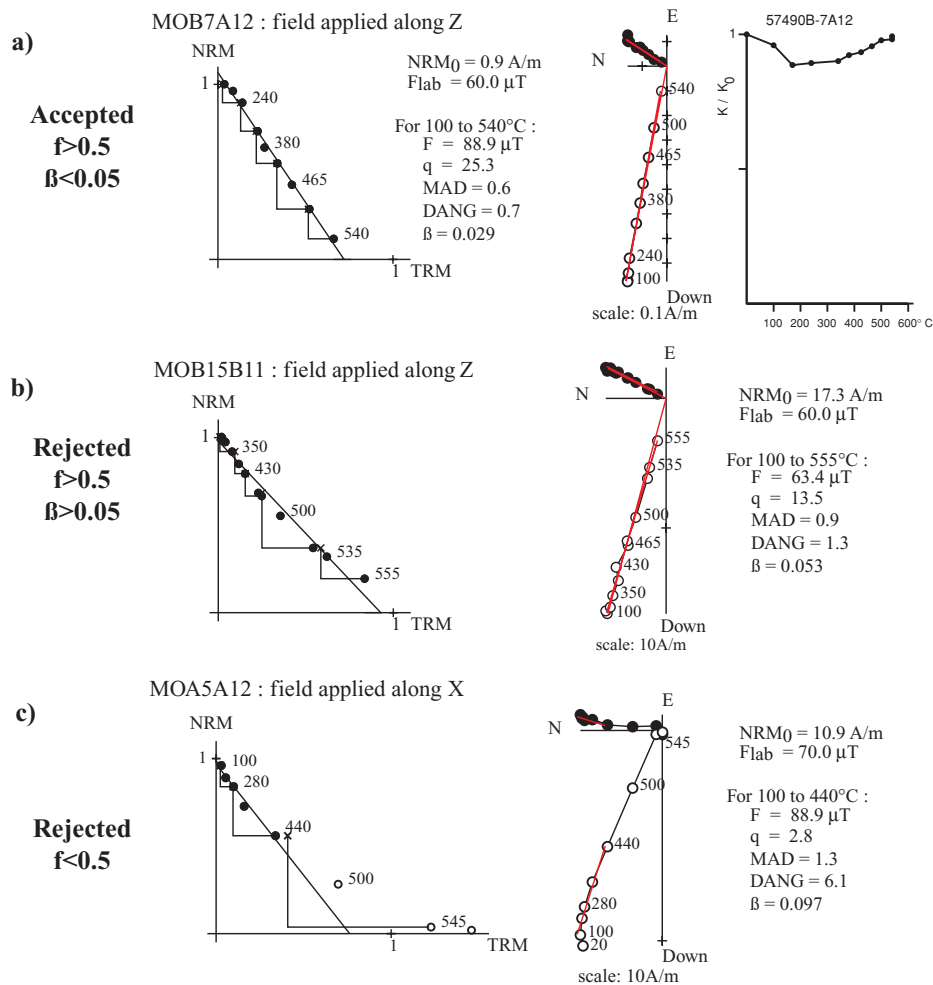 a)
MOB7A12 : field applied along Z
Accepted
f>0.5
ß<0.05
NRM
1
240
380
465
540
1
TRM
NRM0 = 0.9 A/m
Flab = 60.0 µT
For 100 to 540°C :
F = 88.9 µT
q = 25.3
MAD = 0.6
DANG = 0.7
ß = 0.029
E
N
540
500
465
380
240
100
Down
scale: 0.1A/m
57490B-7A12
1
K / K0
100 200 300 400 500 600° C
b)
MOB15B11 : field applied along Z
Rejected
f>0.5
ß>0.05
NRM
1
350
430
500
535
555
1
TRM
E
N
555
535
500
465
430
350
100
Down
scale: 10A/m
NRM0 = 17.3 A/m
Flab = 60.0 µT
For 100 to 555°C :
F = 63.4 µT
q = 13.5
MAD = 0.9
DANG = 1.3
ß = 0.053
c)
MOA5A12 : field applied along X
Rejected
f<0.5
NRM
1
100
280
440
500
545
1
TRM
E
N
545
500
440
280
100
20
Down
scale: 10A/m
NRM0 = 10.9 A/m
Flab = 70.0 µT
For 100 to 440°C :
F = 88.9 µT
q = 2.8
MAD = 1.3
DANG = 6.1
ß = 0.097